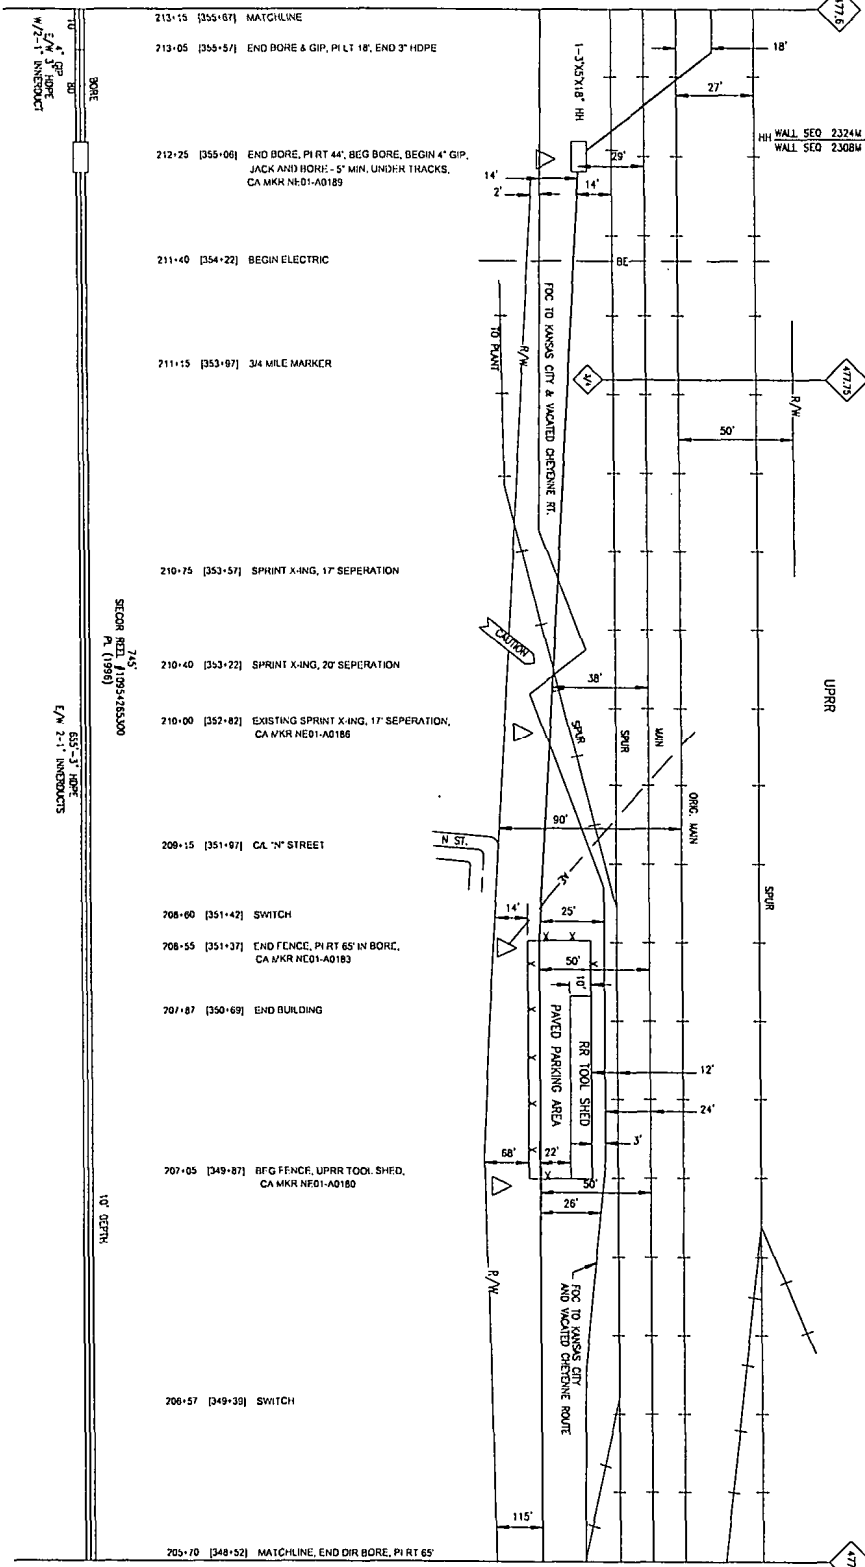 213+15 [355+67] MATCHLINE
213+05 [355+57] END BORE & GIP, PI LT 18', END 3" HDPE
212+25 [355+06] END BORE, PI RT 44', BEG BORE, BEGIN 4" GIP,
JACK AND BORE - 5" MIN, UNDER TRACKS,
CA MKR NE01-A0189
211+40 [354+22] BEGIN ELECTRIC
211+15 [353+97] 3/4 MILE MARKER
210+75 [353+57] SPRINT X-ING, 17" SEPERATION
210+40 [353+22] SPRINT X-ING, 20" SEPERATION
210+00 [352+82] EXISTING SPRINT X-ING, 17" SEPERATION,
CA MKR NE01-A0186
209+15 [351+97] C/L "N" STREET
208+60 [351+42] SWITCH
208+55 [351+37] END FENCE, PI RT 65' IN BORE,
CA MKR NE01-A0183
207+87 [350+69] END BUILDING
207+05 [349+87] BEG FENCE, UPRR TOOL SHED,
CA MKR NE01-A0180
206+57 [349+39] SWITCH
205+70 [348+52] MATCHLINE, END DIR BORE, PI RT 65'
BORE
10
80
4" GIP
E/W 3" HDPE
W/2-1" INNERDUCT
745'
SIECOR REEL #10954265300
PL (1996)
655'-3" HDPE
E/W 2-1" INNERDUCTS
10' DEPTH
477.6
18'
1-3'X5'X18" HH
27'
HH WALL SEQ 2324M
WALL SEQ 2308M
29'
14'
2'
14'
BE
FOC TO KANSAS CITY & VACATED CHEYENNE RT.
TO PLANT
R/W
3/4
477.75
R/W
50'
UPRR
CAUTION
38'
SPUR
SPUR
MAIN
ORIG. MAIN
SPUR
90'
N ST.
14'
25'
50'
10'
PAVED PARKING AREA
RR TOOL SHED
12'
24'
3'
68'
22'
50'
26'
R/W
FOC TO KANSAS CITY
AND VACATED CHEYENNE ROUTE
115'